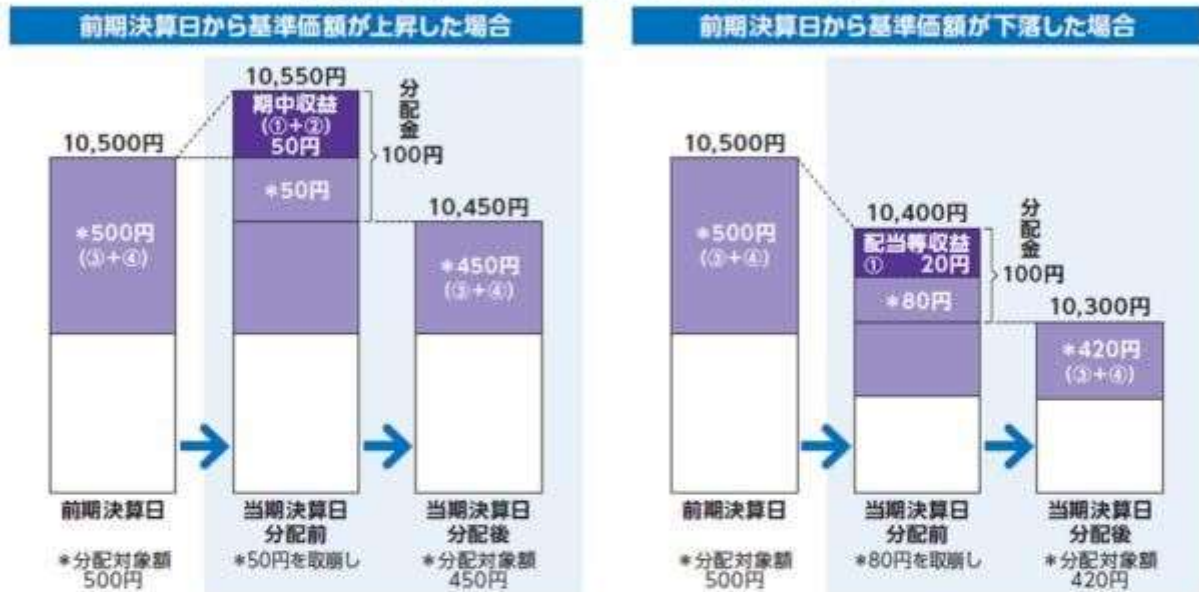 前期決算日から基準価額が上昇した場合
10,550円
期中収益
(①+②)
50円
分配金
100円
10,500円
*50円
10,450円
*500円
(③+④)
*450円
(③+④)
前期決算日
当期決算日
分配前
当期決算日
分配後
*分配対象額
500円
*50円を取崩し
*分配対象額
450円
前期決算日から基準価額が下落した場合
10,500円
10,400円
分配金
100円
*500円
(③+④)
配当等収益
① 20円
*80円
10,300円
*420円
(③+④)
前期決算日
当期決算日
分配前
当期決算日
分配後
*分配対象額
500円
*80円を取崩し
*分配対象額
420円